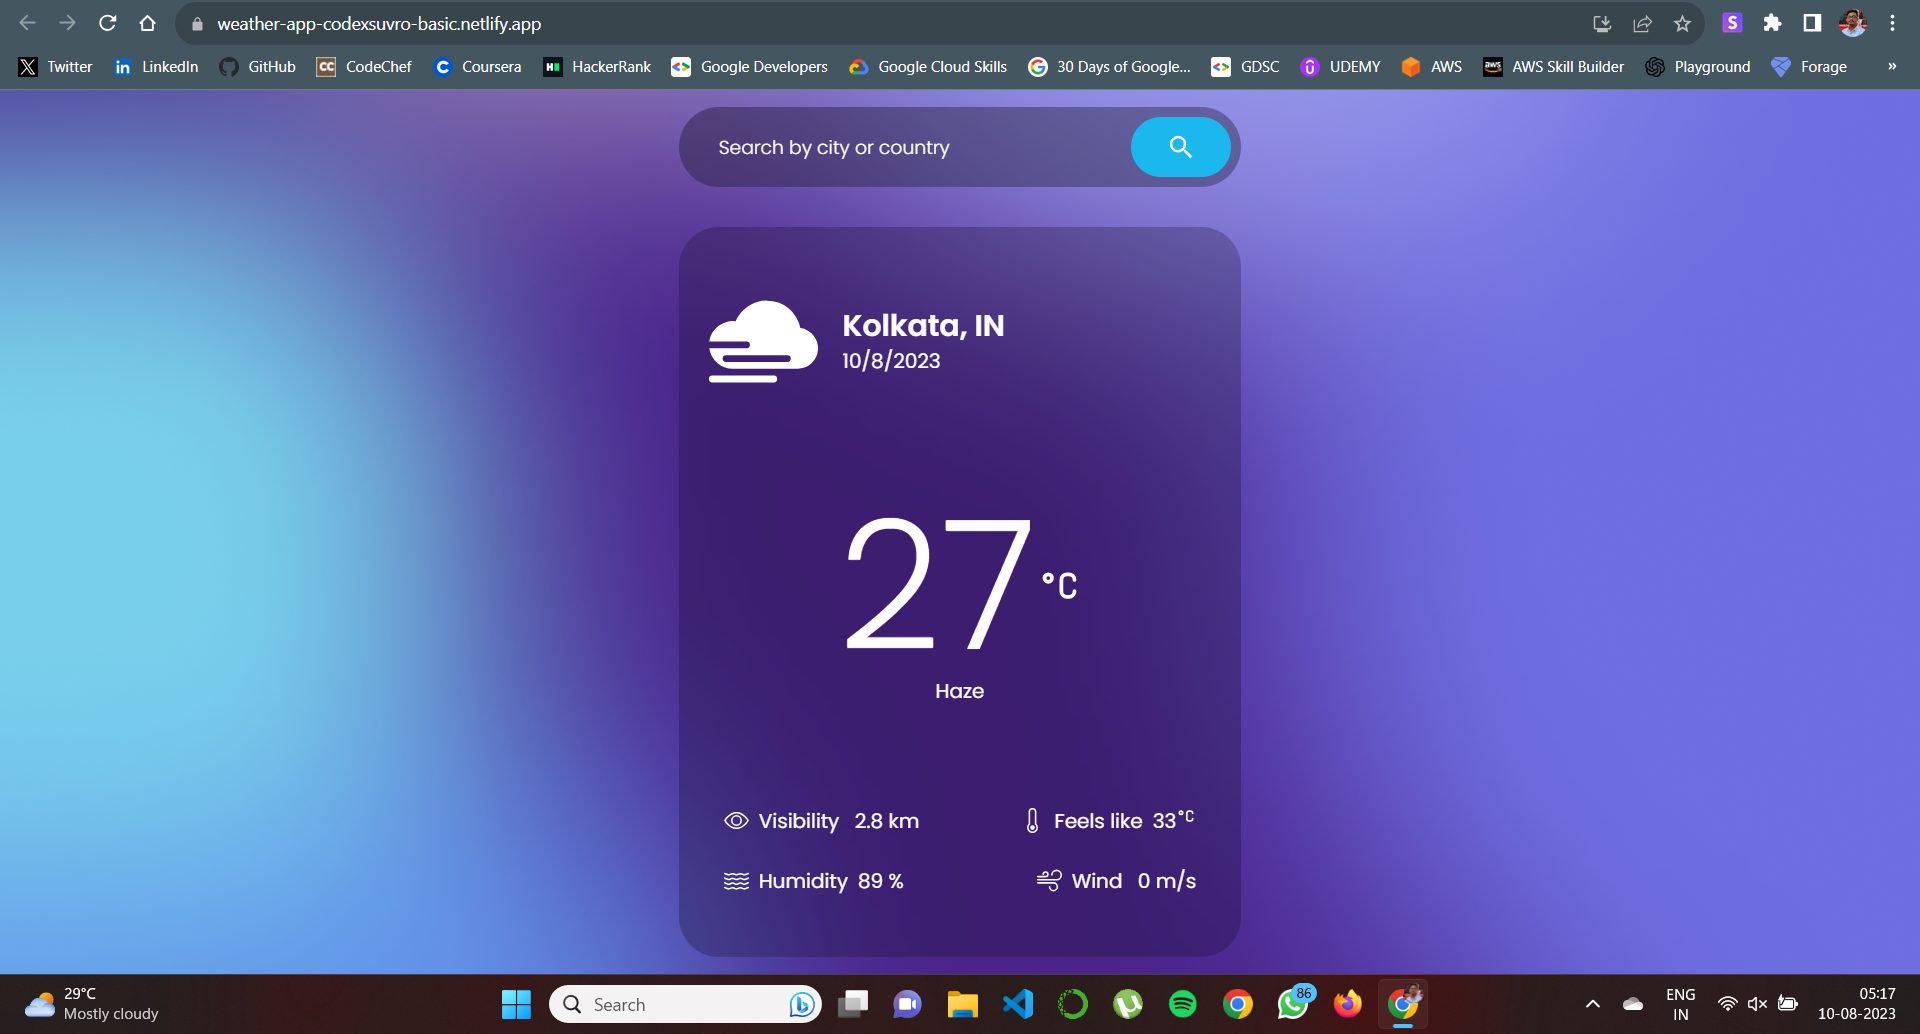 weather-app-codexsuvro-basic.netlify.app
S
Twitter LinkedIn GitHub CC CodeChef Coursera HackerRank Google Developers Google Cloud Skills 30 Days of Google... GDSC UDEMY AWS aws AWS Skill Builder Playground Forage »
Search by city or country
Kolkata, IN
10/8/2023
27 °C
Haze
Visibility 2.8 km
Feels like 33°C
Humidity 89 %
Wind 0 m/s
29°C
Mostly cloudy
Search
86
ENG
IN
05:17
10-08-2023